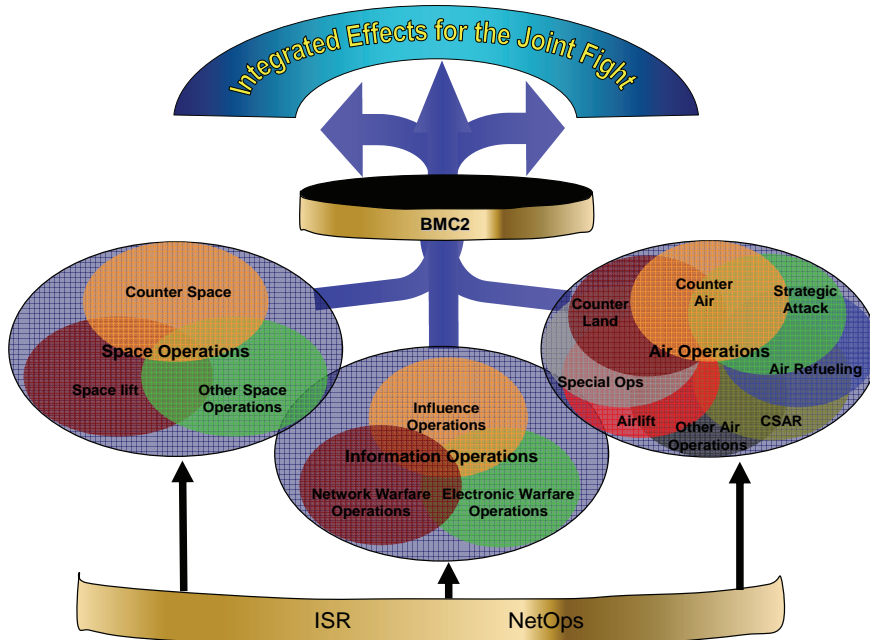 Integrated Effects for the Joint Fight
BMC2
Counter Space
Space Operations
Space lift
Other Space
Operations
Influence
Operations
Information Operations
Network Warfare
Operations
Electronic Warfare
Operations
Counter
Land
Counter
Air
Strategic
Attack
Air Operations
Air Refueling
Special Ops
Airlift
Other Air
Operations
CSAR
ISR
NetOps